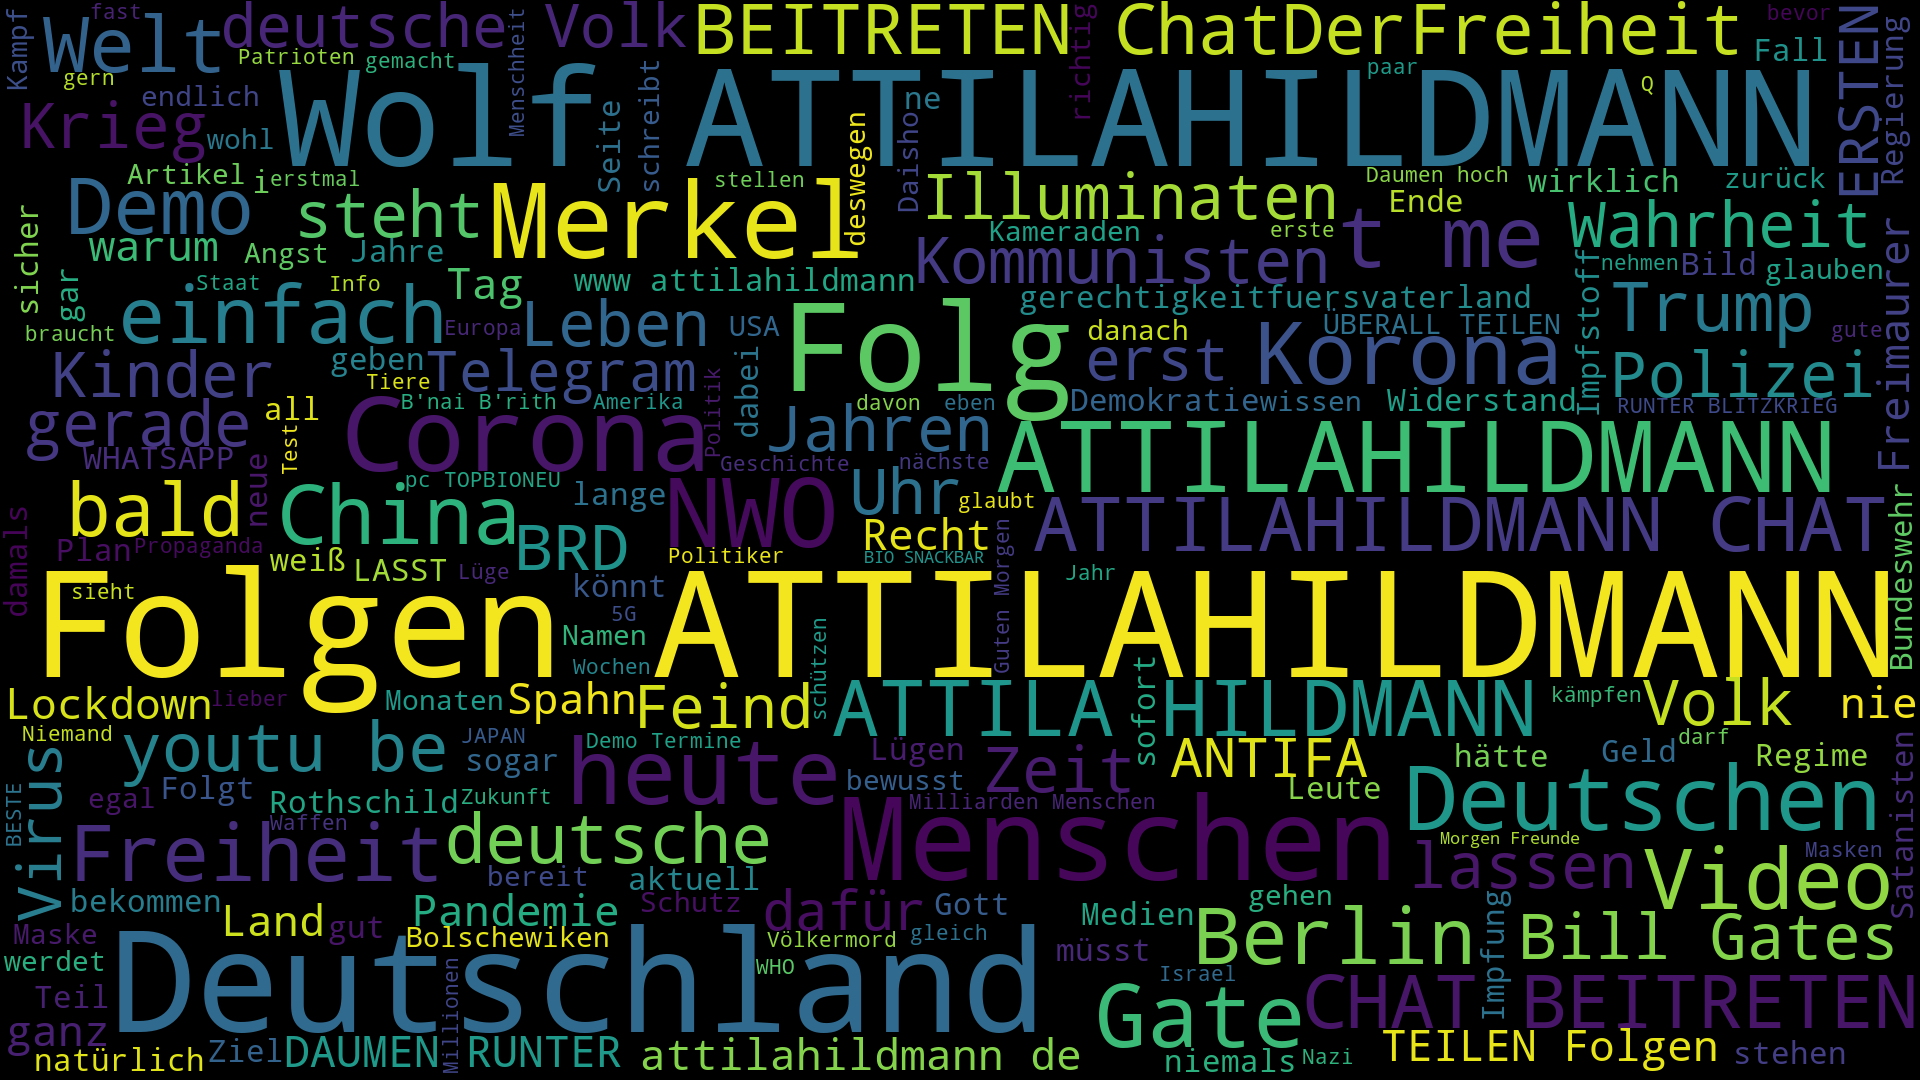 Kampf
fast
Welt
deutsche Volk
BEITRETEN
ChatDerFreiheit
bevor
ERSTEN
Regierung
gern
Patrioten
gemacht
Menschheit
richtig
paar
Fall
Q
endlich
Krieg
wohl
Wolf
ATTILAHILDMANN
Seite
schreibt
ne
deswegen
Daishone
Artikel
i
erstmal
stellen
Illuminaten
Daumen hoch
wirklich
zurück
Demo
steht
Merkel
Ende
Wahrheit
sicher
warum
Angst
Jahre
Kameraden
erste
t me
Kommunisten
Impfstoff
nehmen
Bild
glauben
Freimaurer
gar
Staat
Info
Tag
www attilahildmann
gerechtigkeitfuersvaterland
Trump
braucht
einfach
Europa
Leben
USA
Folg
danach
ÜBERALL TEILEN
gute
Kinder
geben
Telegram
dabei
erst
Korona
Polizei
Tiere
gerade
all
Corona
B'nai B'rith
Amerika
Politik
davon
eben
Demokratiewissen
Widerstand
RUNTER BLITZKRIEG
Jahren
WHATSAPP
neue
Test
Geschichte
nächste
ATTILAHILDMANN
bald
China
pc TOPBIONEU
lange
NWO
Uhr
glaubt
damals
Plan
Propaganda
BRD
Recht
ATTILAHILDMANN CHAT
Bundeswehr
weiß
LASST
Lüge
Politiker
BIO SNACKBAR
Guten Morgen
Jahr
sieht
könnt
Folgen ATTILAHILDMANN
5G
Namen
Wochen
schützen
Lockdown
lieber
Monaten
Spahn
Feind
ATTILA HILDMANN
sofort
kämpfen
Volk
nie
Niemand
Virus
youtu be
JAPAN
sogar
Demo Termine
heute
Lügen
Zeit
ANTIFA
hätte
Geld
darf
Regime
Satanisten
BESTE
egal
Folgt
Rothschild
Zukunft
bewusst
Leute
Deutschen
Waffen
Milliarden Menschen
Freiheit
deutsche
Menschen
Morgen Freunde
lassen
Video
Masken
bereit
aktuell
bekommen
Land
gut
Pandemie
Schutz
dafür
Gott
gehen
Medien
Berlin
Impfung
Bill Gates
Maske
Bolschewiken
Völkermord
gleich
müsst
werdet
Deutschland
WHO
Israel
Teil
Millionen
Gate
CHAT BEITRETEN
ganz
natürlich
Ziel
DAUMEN RUNTER
attilahildmann de
niemals
Nazi
TEILEN Folgen
stehen